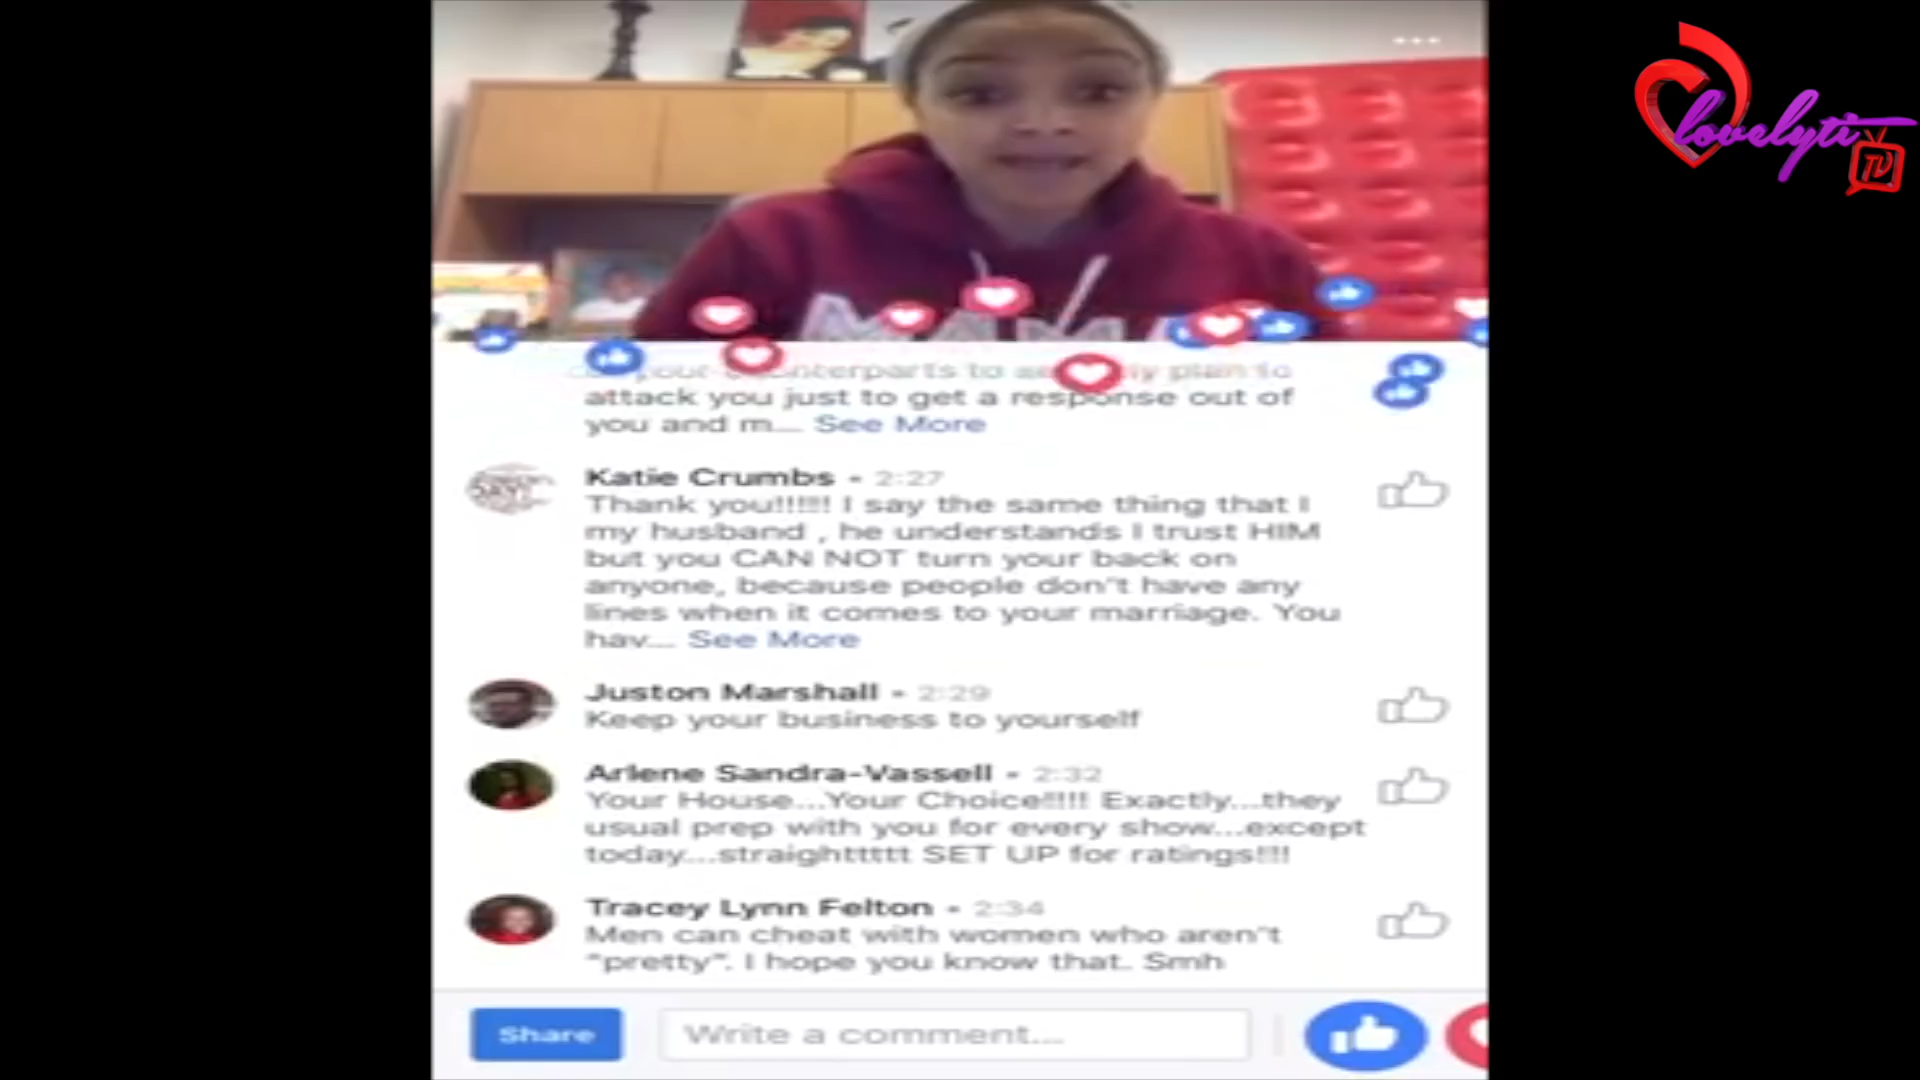 lovelyti
TV
attack you just to get a response out of
you and m... See More
Katie Crumbs • 2:27
Thank you!!!!!! I say the same thing that I
my husband , he understands I trust HIM
but you CAN NOT turn your back on
anyone, because people don't have any
lines when it comes to your marriage. You
hav... See More
Juston Marshall • 2:29
Keep your business to yourself
Arlene Sandra-Vassell • 2:32
Your House...Your Choice!!!!! Exactly...they
usual prep with you for every show...except
today...straighttttt SET UP for ratings!!!!
Tracey Lynn Felton • 2:34
Men can cheat with women who aren't
"pretty". I hope you know that. Smh
Share
Write a comment...